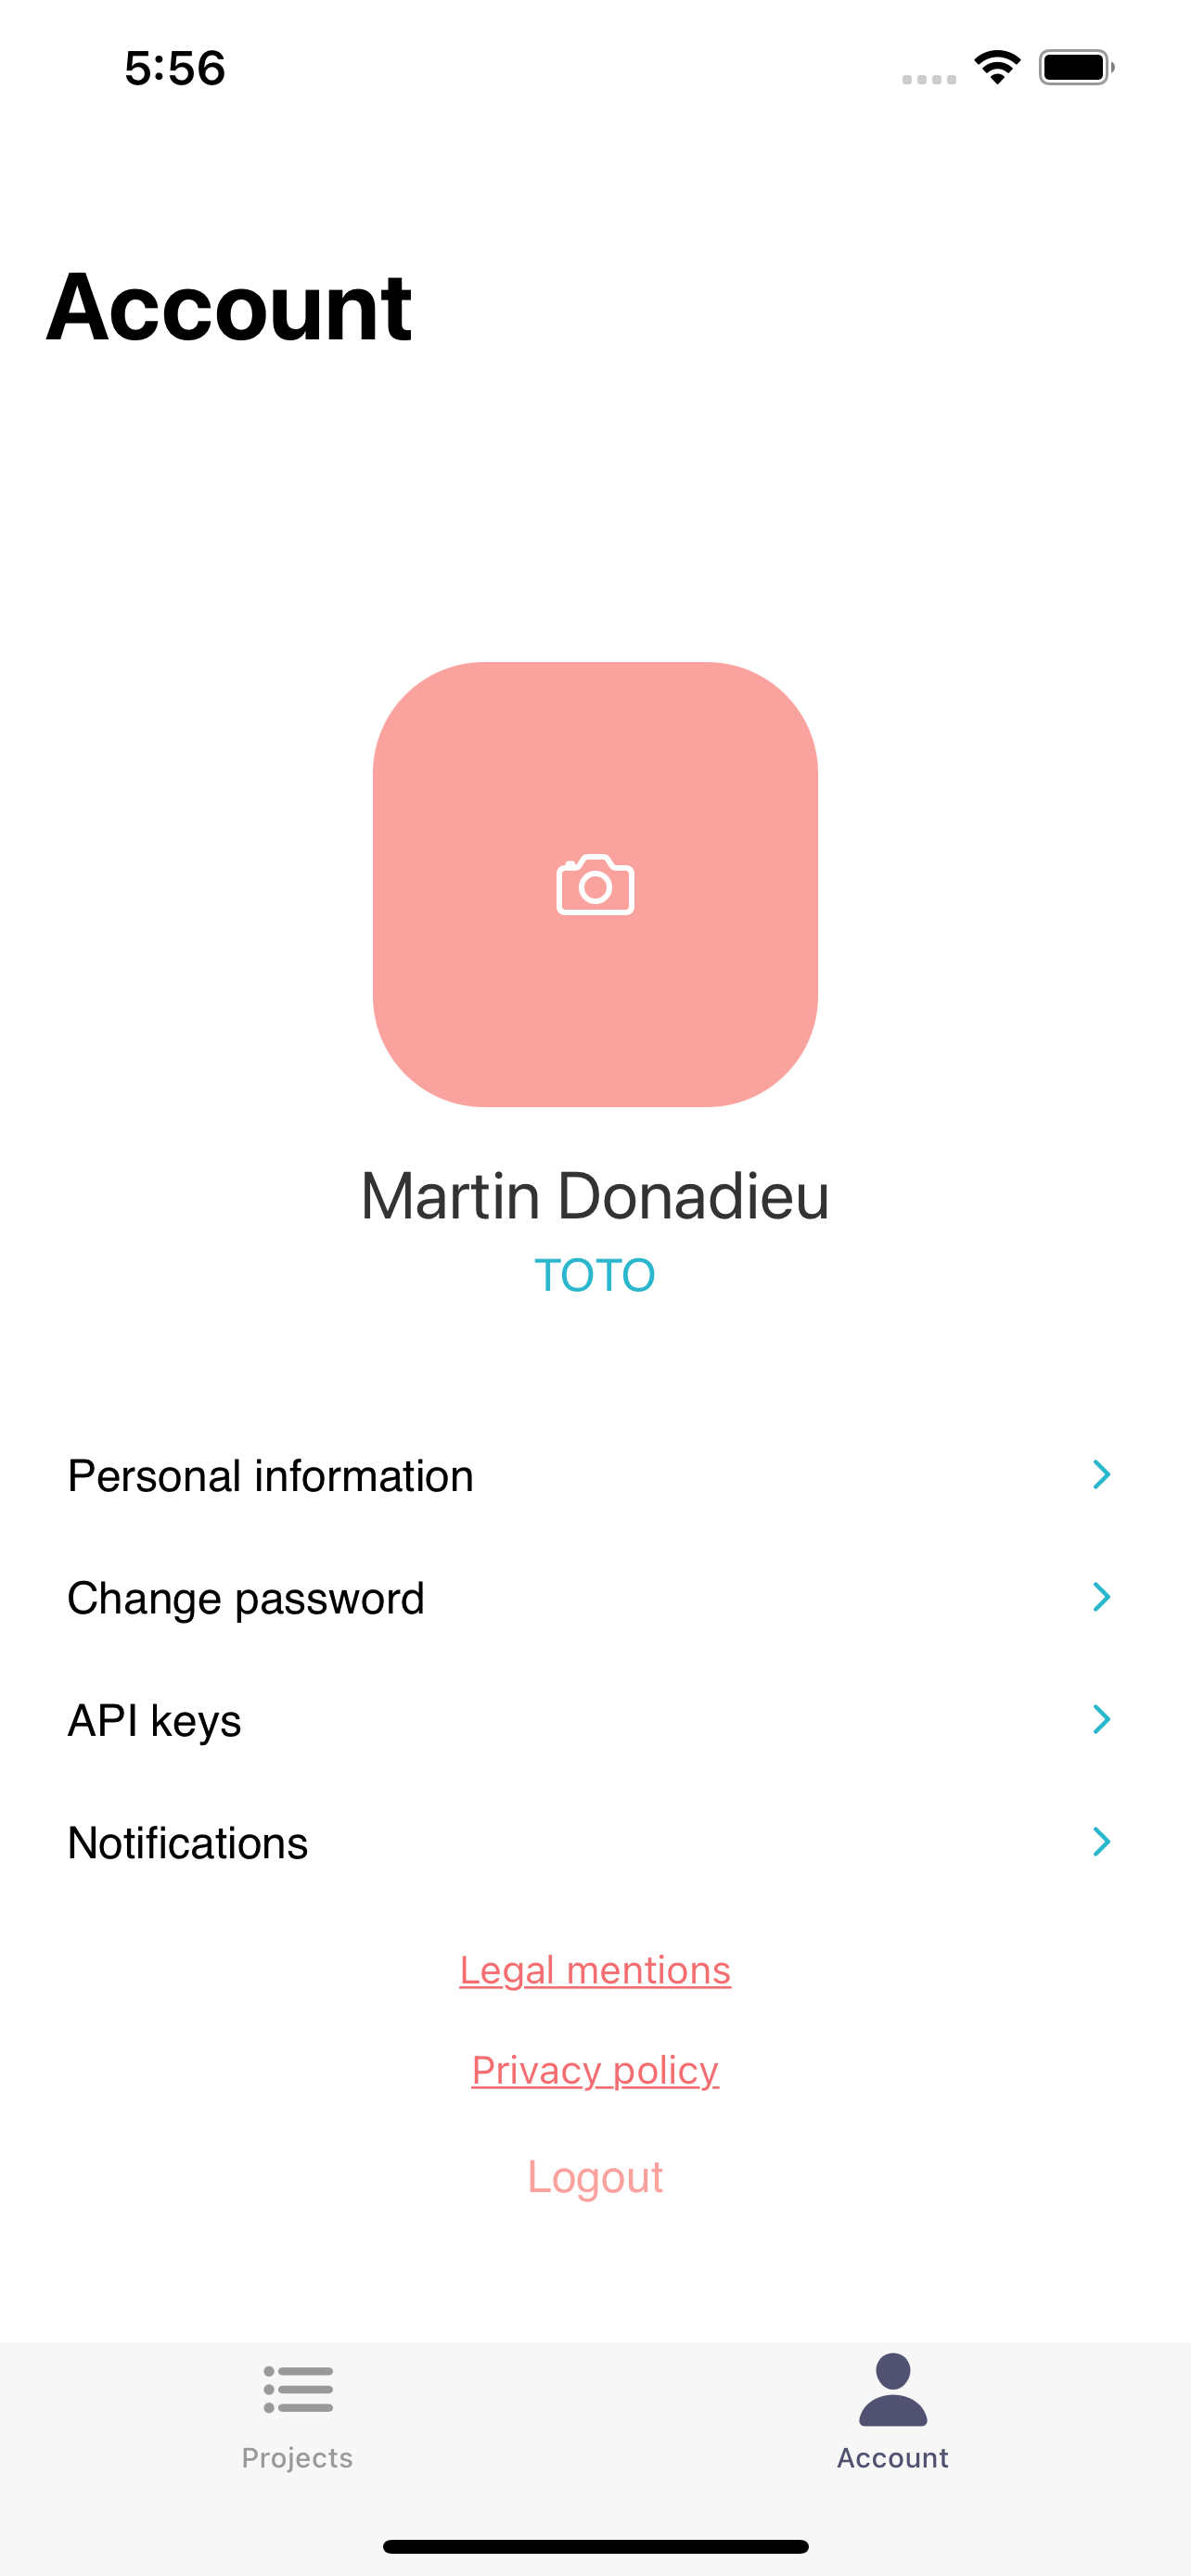 5:56
Account
Martin Donadieu
TOTO
Personal information
Change password
API keys
Notifications
Legal mentions
Privacy policy
Logout
Projects
Account